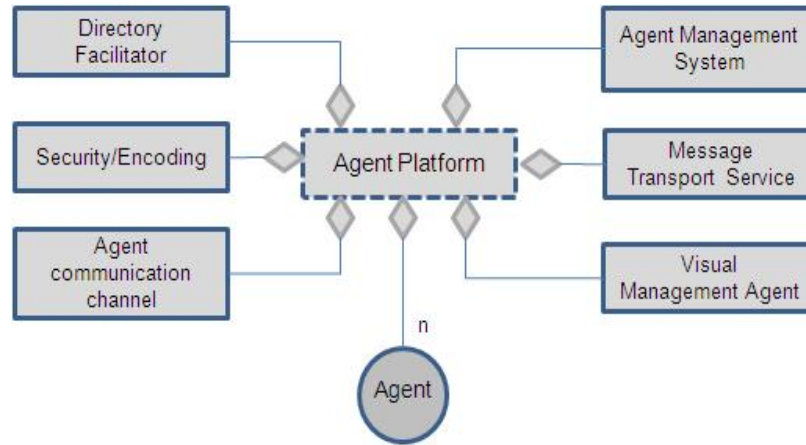 Directory
Facilitator
Agent Management
System
Security/Encoding
Agent Platform
Message
Transport Service
Agent
communication
channel
Visual
Management Agent
n
Agent